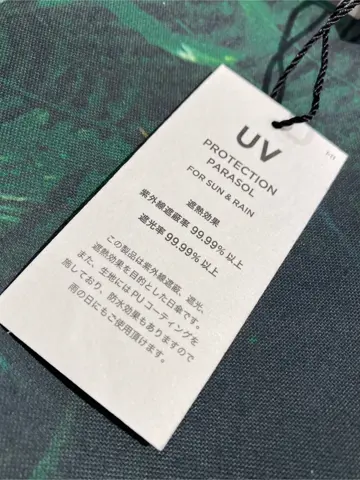 UV
PROTECTION
PARASOL
FOR SUN & RAIN
遮熱効果
紫外線遮蔽率 99.99% 以上
遮光率 99.99% 以上
この製品は紫外線遮蔽、遮光、
遮熱効果を目的とした日傘です。
また、生地にはPUコーティングを
施しており、防水効果もありますので
雨の日にもご使用頂けます。